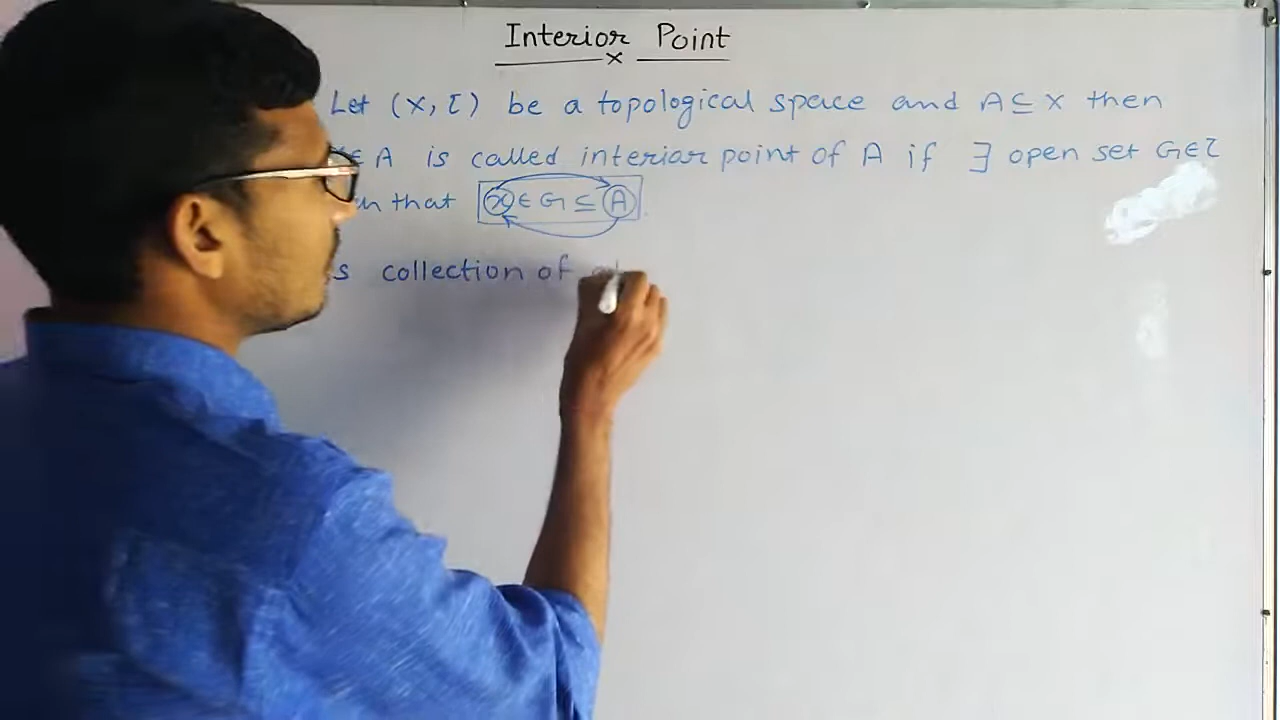 Interior Point
Let (X, τ) be a topological space and A ⊆ X then
∈ A is called interior point of A if ∃ open set G ∈ τ
that x ∈ G ⊆ A
collection of